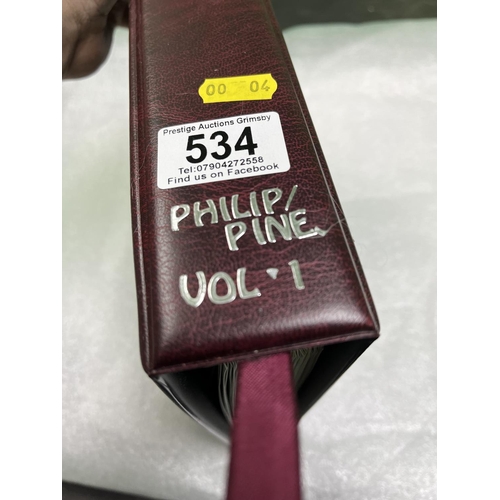 00 04
Prestige Auctions Grimsby
534
Tel:07904272558
Find us on Facebook
PHILIP/
PINE
VOL·1